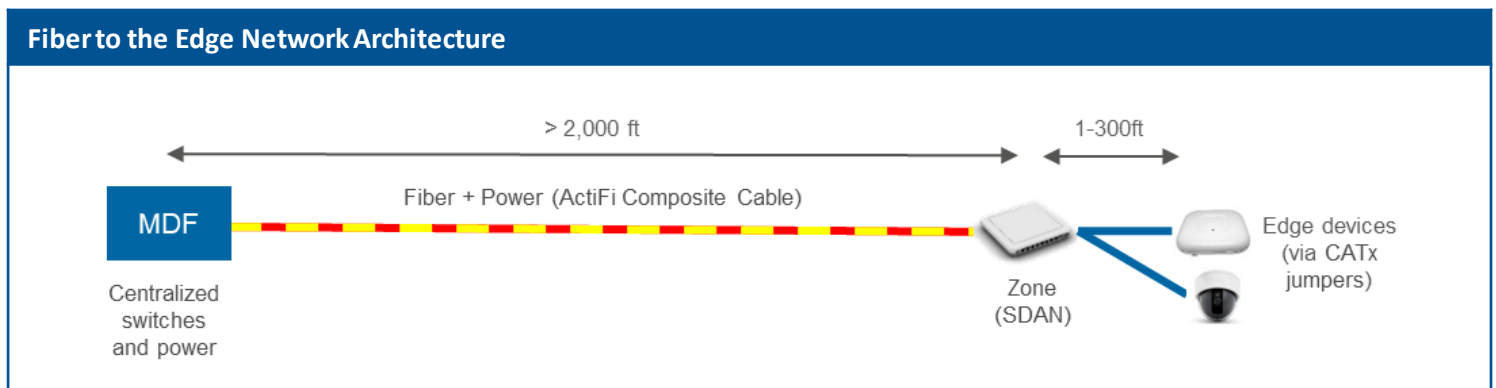 Fiber to the Edge Network Architecture
> 2,000 ft
1-300ft
Fiber + Power (ActiFi Composite Cable)
MDF
Edge devices
(via CATx
jumpers)
Zone
(SDAN)
Centralized
switches
and power